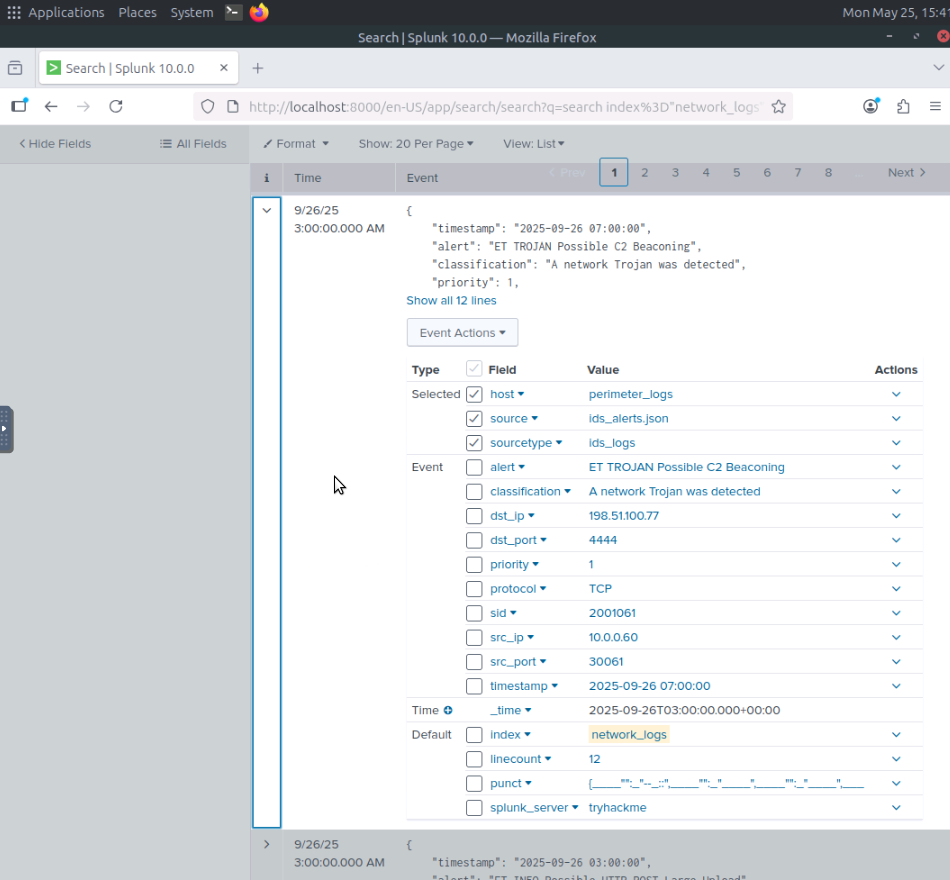 Applications Places System Mon May 25, 15:41
Search | Splunk 10.0.0 — Mozilla Firefox
Search | Splunk 10.0.0
http://localhost:8000/en-US/app/search/search?q=search index%3D"network_logs"
Hide Fields All Fields Format Show: 20 Per Page View: List
i Time Event Prev 1 2 3 4 5 6 7 8 ... Next
9/26/25 {
3:00:00.000 AM "timestamp": "2025-09-26 07:00:00",
"alert": "ET TROJAN Possible C2 Beaconing",
"classification": "A network Trojan was detected",
"priority": 1,
Show all 12 lines
Event Actions
Type Field Value Actions
Selected host perimeter_logs
source ids_alerts.json
sourcetype ids_logs
Event alert ET TROJAN Possible C2 Beaconing
classification A network Trojan was detected
dst_ip 198.51.100.77
dst_port 4444
priority 1
protocol TCP
sid 2001061
src_ip 10.0.0.60
src_port 30061
timestamp 2025-09-26 07:00:00
Time _time 2025-09-26T03:00:00.000+00:00
Default index network_logs
linecount 12
punct
splunk_server tryhackme
9/26/25 {
3:00:00.000 AM "timestamp": "2025-09-26 03:00:00",
"alert": "ET INFO Possible HTTP POST Large Upload"